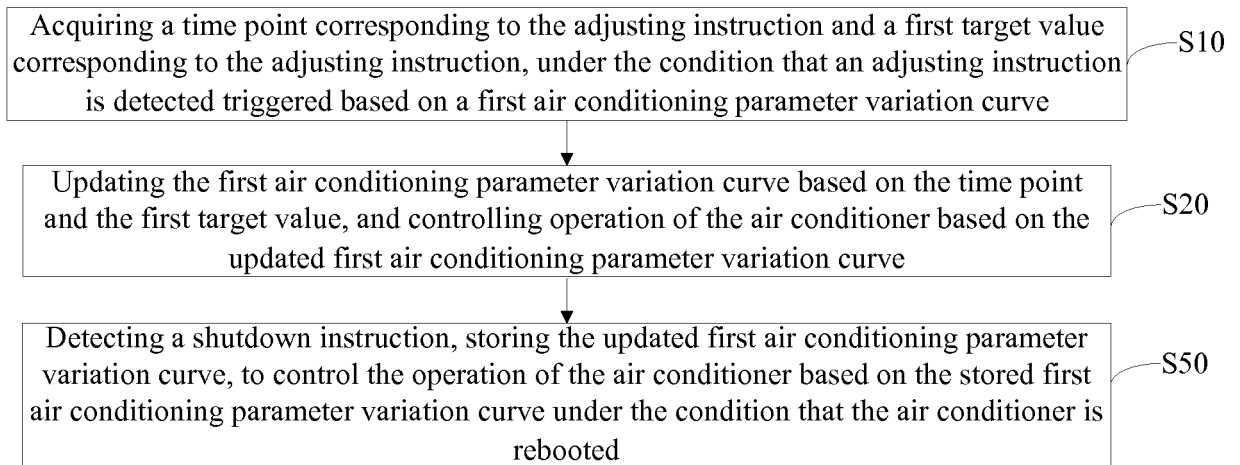 Acquiring a time point corresponding to the adjusting instruction and a first target value
corresponding to the adjusting instruction, under the condition that an adjusting instruction
is detected triggered based on a first air conditioning parameter variation curve
S10
Updating the first air conditioning parameter variation curve based on the time point
and the first target value, and controlling operation of the air conditioner based on the
updated first air conditioning parameter variation curve
S20
Detecting a shutdown instruction, storing the updated first air conditioning parameter
variation curve, to control the operation of the air conditioner based on the stored first
air conditioning parameter variation curve under the condition that the air conditioner is
rebooted
S50